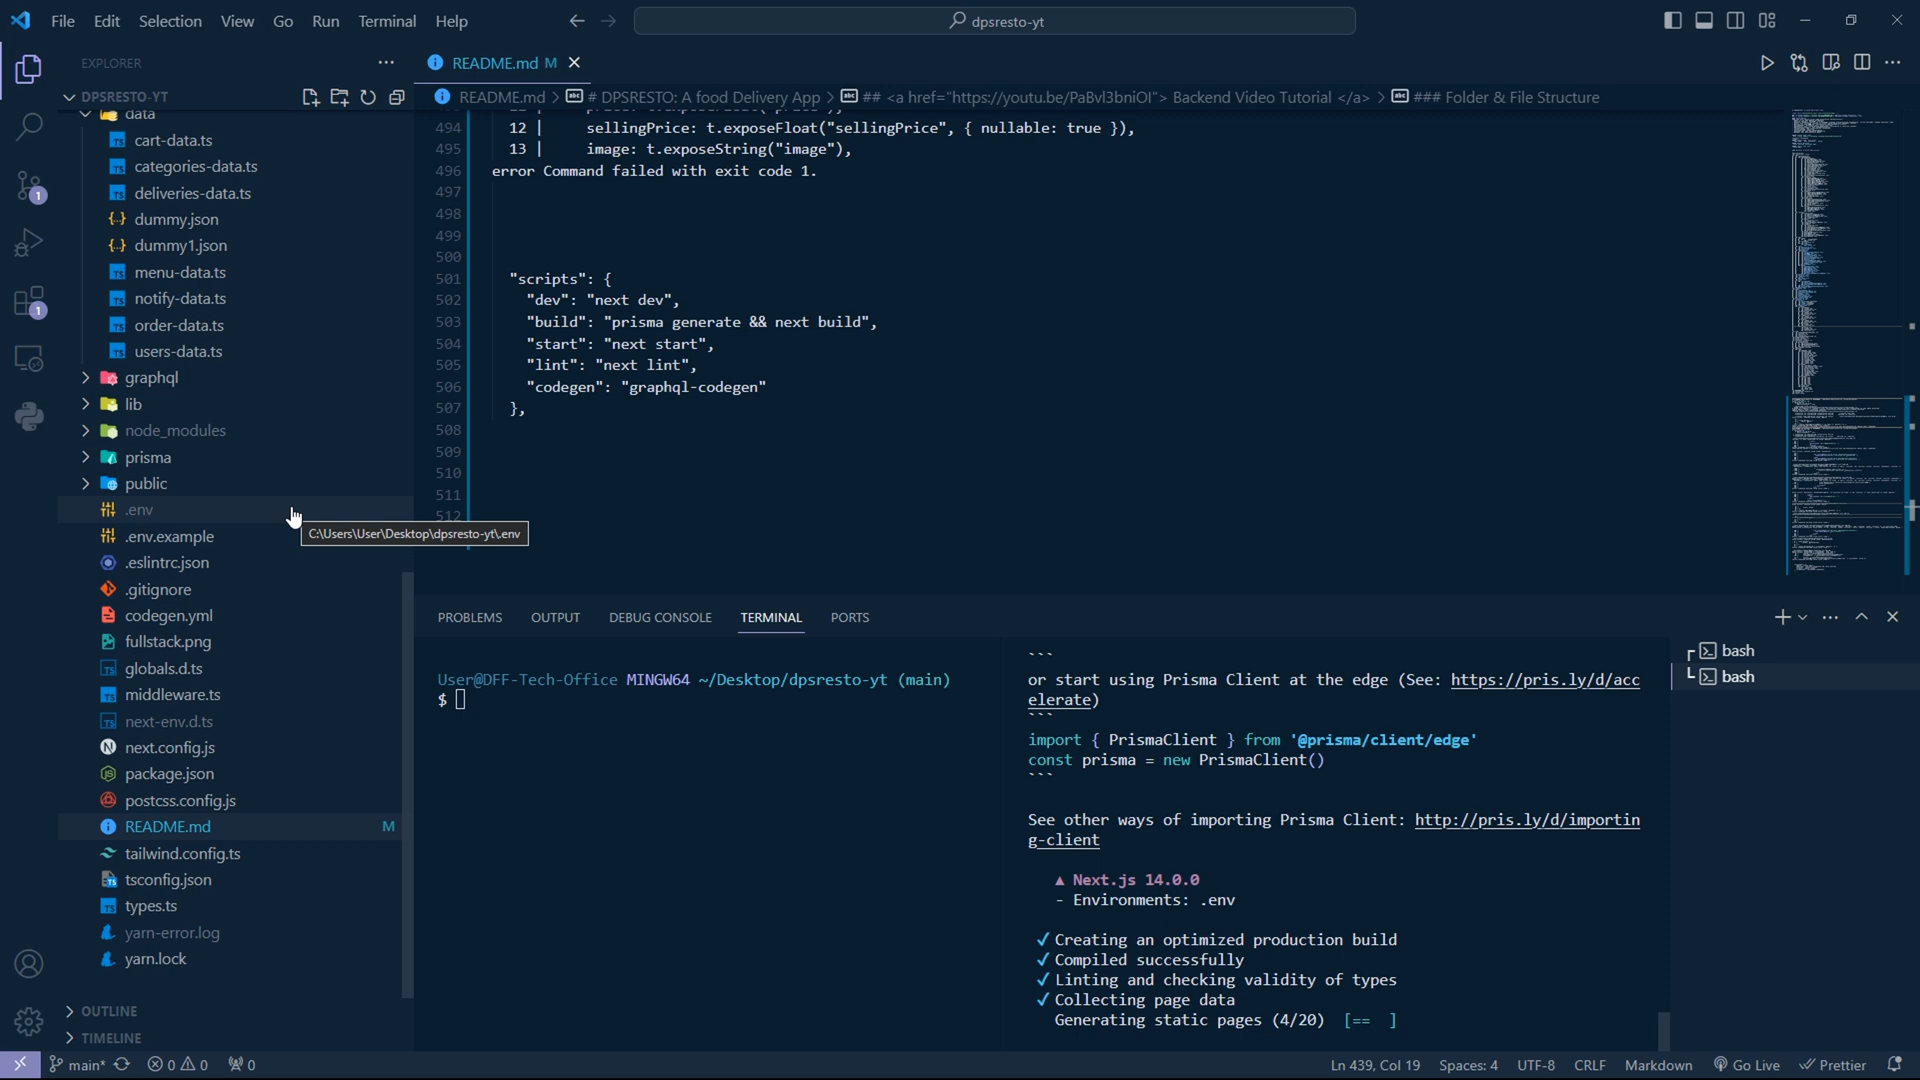 File Edit Selection View Go Run Terminal Help
dpsresto-yt
EXPLORER
DPSRESTO-YT
data
cart-data.ts
categories-data.ts
deliveries-data.ts
dummy.json
dummy1.json
menu-data.ts
notify-data.ts
order-data.ts
users-data.ts
graphql
lib
node_modules
prisma
public
.env
.env.example
.eslintrc.json
.gitignore
codegen.yml
fullstack.png
globals.d.ts
middleware.ts
next-env.d.ts
next.config.js
package.json
postcss.config.js
README.md M
tailwind.config.ts
tsconfig.json
types.ts
yarn-error.log
yarn.lock
OUTLINE
TIMELINE
C:\Users\User\Desktop\dpsresto-yt\.env
README.md M
README.md > # DPSRESTO: A food Delivery App > ## <a href="https://youtu.be/PaBvl3bniOI"> Backend Video Tutorial </a> > ### Folder & File Structure
494 12 | sellingPrice: t.exposeFloat("sellingPrice", { nullable: true }),
495 13 | image: t.exposeString("image"),
496 error Command failed with exit code 1.
497
498
499
500
501 "scripts": {
502 "dev": "next dev",
503 "build": "prisma generate && next build",
504 "start": "next start",
505 "lint": "next lint",
506 "codegen": "graphql-codegen"
507 },
508
509
510
511
512
PROBLEMS OUTPUT DEBUG CONSOLE TERMINAL PORTS
User@DFF-Tech-Office MINGW64 ~/Desktop/dpsresto-yt (main)
$
```
or start using Prisma Client at the edge (See: https://pris.ly/d/acc
elerate)
```
import { PrismaClient } from '@prisma/client/edge'
const prisma = new PrismaClient()
```
See other ways of importing Prisma Client: http://pris.ly/d/importin
g-client
▲ Next.js 14.0.0
- Environments: .env
✓ Creating an optimized production build
✓ Compiled successfully
✓ Linting and checking validity of types
✓ Collecting page data
Generating static pages (4/20) [== ]
bash
bash
main* 0 0 0
Ln 439, Col 19 Spaces: 4 UTF-8 CRLF Markdown Go Live Prettier